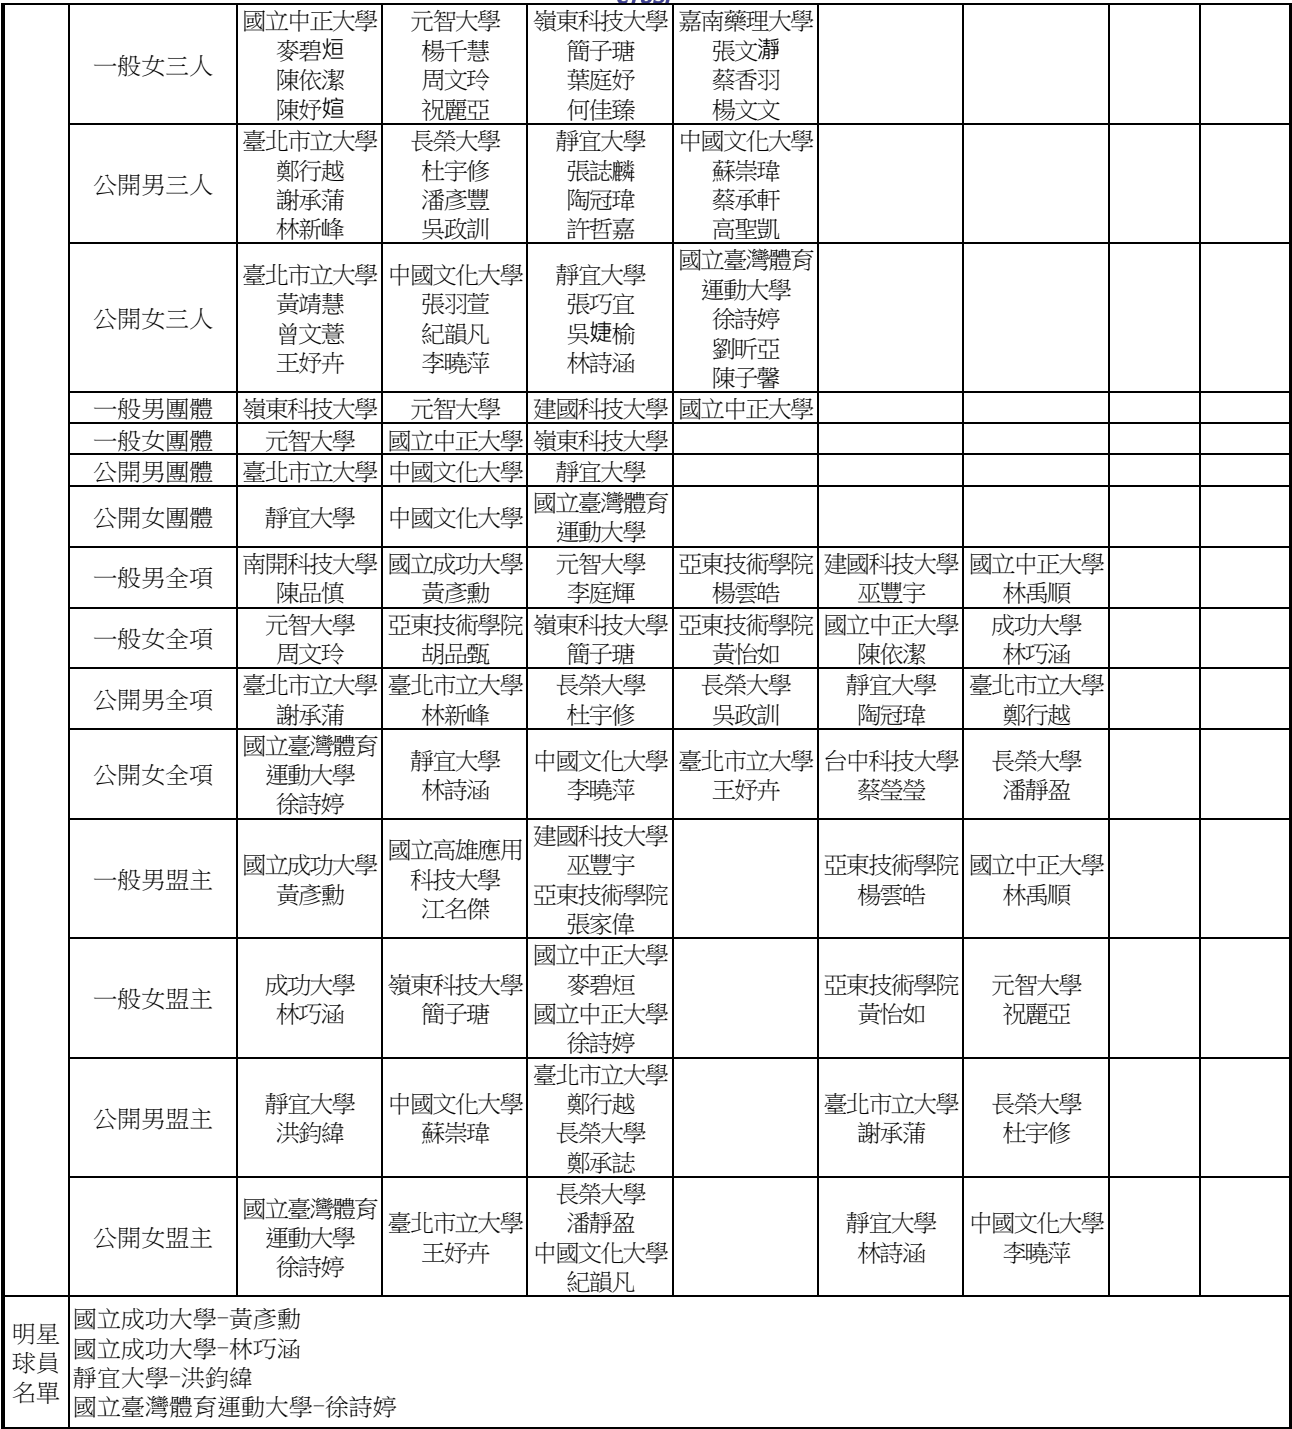 一般女三人
國立中正大學
麥碧烜
陳依潔
陳妤媗
元智大學
楊千慧
周文玲
祝麗亞
嶺東科技大學
簡子瑭
葉庭妤
何佳臻
嘉南藥理大學
張文瀞
蔡香羽
楊文文
公開男三人
臺北市立大學
鄭行越
謝承蒲
林新峰
長榮大學
杜宇修
潘彥豐
吳政訓
靜宜大學
張誌麟
陶冠瑋
許哲嘉
中國文化大學
蘇崇瑋
蔡承軒
高聖凱
公開女三人
臺北市立大學
黃靖慧
曾文薏
王妤卉
中國文化大學
張羽萱
紀韻凡
李曉萍
靜宜大學
張巧宜
吳婕榆
林詩涵
國立臺灣體育
運動大學
徐詩婷
劉昕亞
陳子馨
一般男團體
嶺東科技大學
元智大學
建國科技大學
國立中正大學
一般女團體
元智大學
國立中正大學
嶺東科技大學
公開男團體
臺北市立大學
中國文化大學
靜宜大學
公開女團體
靜宜大學
中國文化大學
國立臺灣體育
運動大學
一般男全項
南開科技大學
陳品慎
國立成功大學
黃彥勳
元智大學
李庭輝
亞東技術學院
楊雲皓
建國科技大學
巫豐宇
國立中正大學
林禹順
一般女全項
元智大學
周文玲
亞東技術學院
胡品甄
嶺東科技大學
簡子瑭
亞東技術學院
黃怡如
國立中正大學
陳依潔
成功大學
林巧涵
公開男全項
臺北市立大學
謝承蒲
臺北市立大學
林新峰
長榮大學
杜宇修
長榮大學
吳政訓
靜宜大學
陶冠瑋
臺北市立大學
鄭行越
公開女全項
國立臺灣體育
運動大學
徐詩婷
靜宜大學
林詩涵
中國文化大學
李曉萍
臺北市立大學
王妤卉
台中科技大學
蔡瑩瑩
長榮大學
潘靜盈
一般男盟主
國立成功大學
黃彥勳
國立高雄應用
科技大學
江名傑
建國科技大學
巫豐宇
亞東技術學院
張家偉
亞東技術學院
楊雲皓
國立中正大學
林禹順
一般女盟主
成功大學
林巧涵
嶺東科技大學
簡子瑭
國立中正大學
麥碧烜
國立中正大學
徐詩婷
亞東技術學院
黃怡如
元智大學
祝麗亞
公開男盟主
靜宜大學
洪鈞緯
中國文化大學
蘇崇瑋
臺北市立大學
鄭行越
長榮大學
鄭承誌
臺北市立大學
謝承蒲
長榮大學
杜宇修
公開女盟主
國立臺灣體育
運動大學
徐詩婷
臺北市立大學
王妤卉
長榮大學
潘靜盈
中國文化大學
紀韻凡
靜宜大學
林詩涵
中國文化大學
李曉萍
明星
球員
名單
國立成功大學-黃彥勳
國立成功大學-林巧涵
靜宜大學-洪鈞緯
國立臺灣體育運動大學-徐詩婷